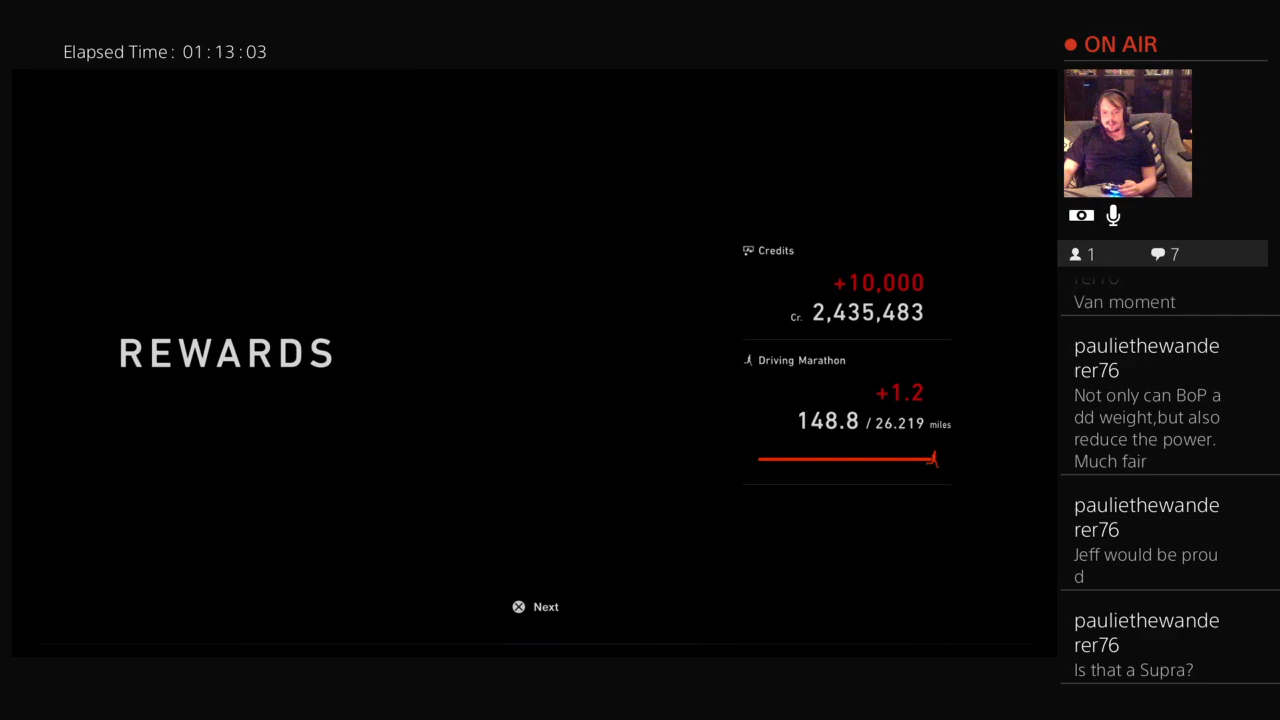 Elapsed Time: 01:13:03
ON AIR
1 7
Van moment
pauliethewande
rer76
Not only can BoP a
dd weight,but also
reduce the power.
Much fair
pauliethewande
rer76
Jeff would be prou
d
pauliethewande
rer76
Is that a Supra?
REWARDS
Credits
+10,000
Cr. 2,435,483
Driving Marathon
+1.2
148.8 / 26.219 miles
Next